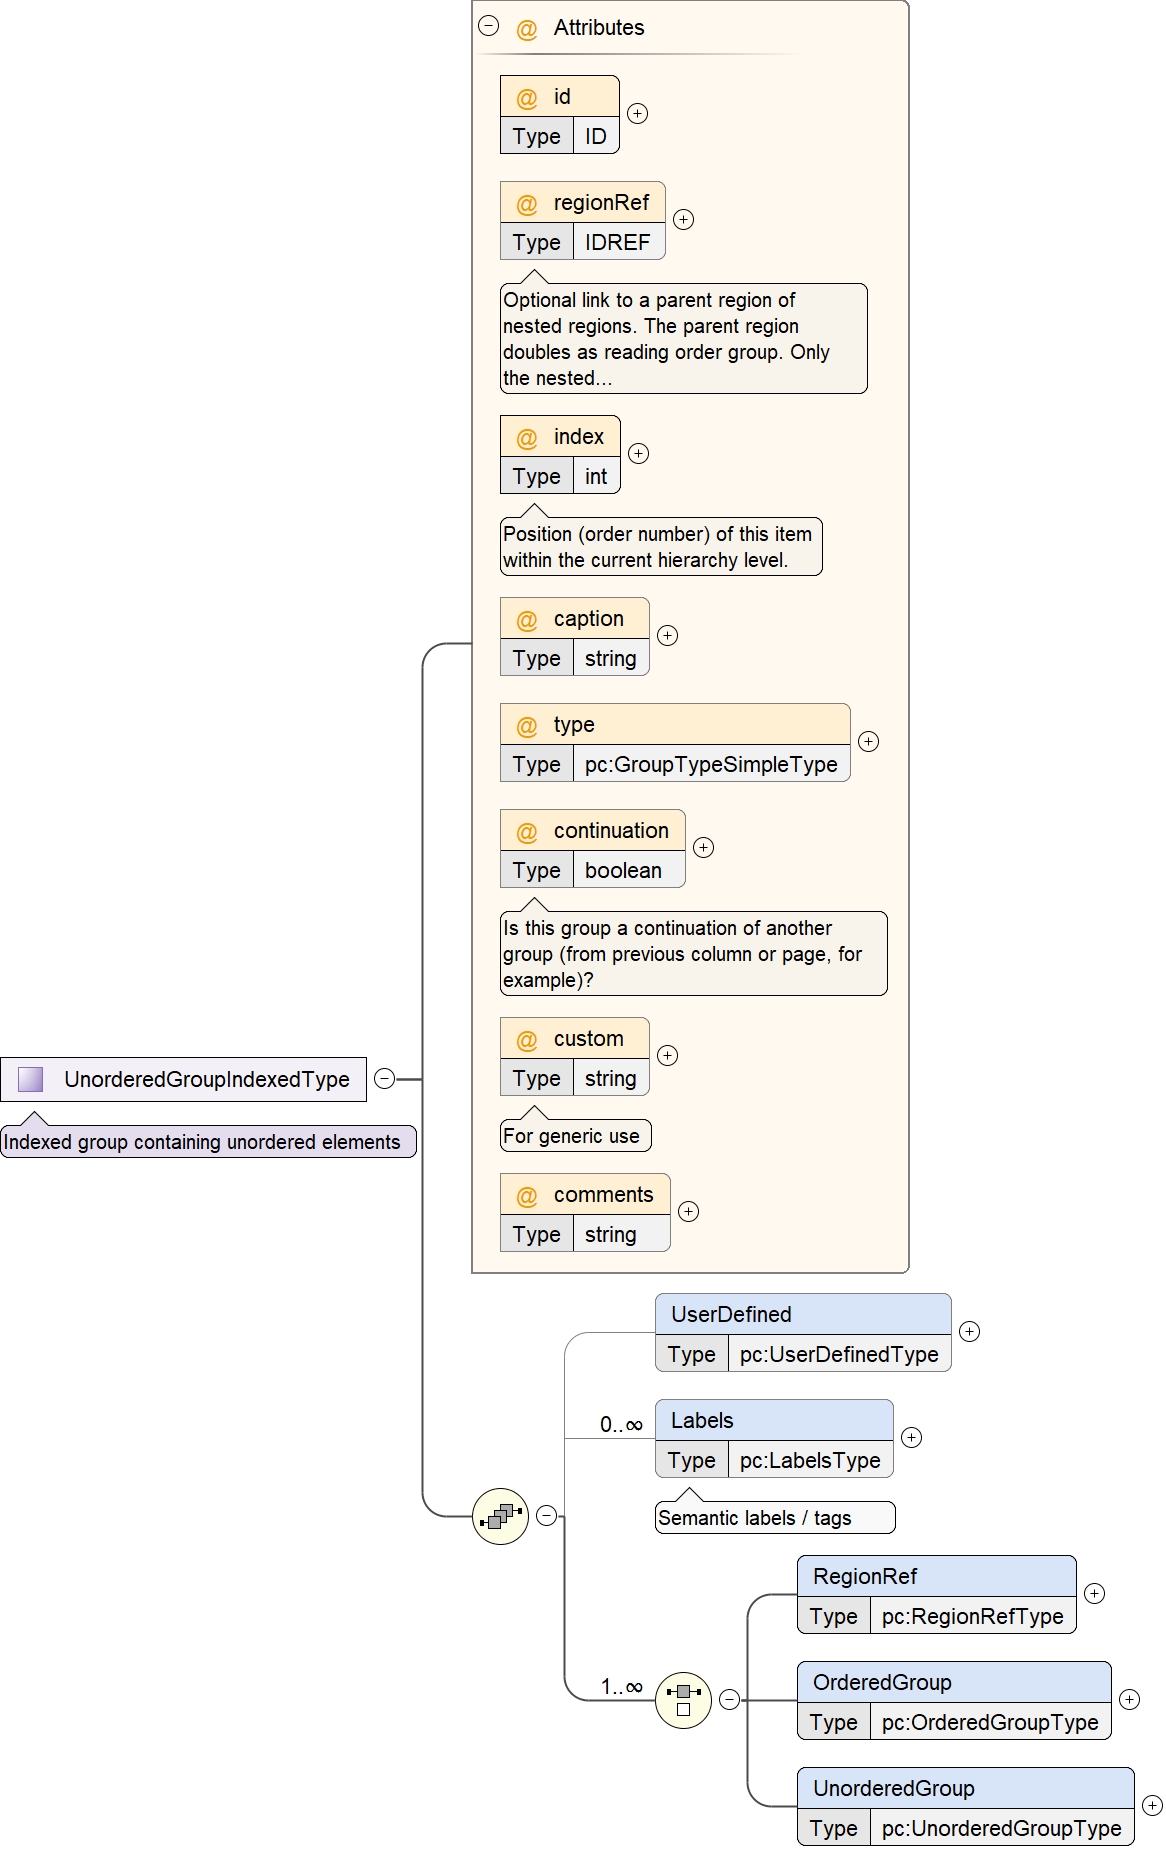 @ Attributes
@ id
Type ID
@ regionRef
Type IDREF
Optional link to a parent region of
nested regions. The parent region
doubles as reading order group. Only
the nested...
@ index
Type int
Position (order number) of this item
within the current hierarchy level.
@ caption
Type string
@ type
Type pc:GroupTypeSimpleType
@ continuation
Type boolean
Is this group a continuation of another
group (from previous column or page, for
example)?
@ custom
Type string
For generic use
@ comments
Type string
UnorderedGroupIndexedType
Indexed group containing unordered elements
UserDefined
Type pc:UserDefinedType
0..∞
Labels
Type pc:LabelsType
Semantic labels / tags
1..∞
RegionRef
Type pc:RegionRefType
OrderedGroup
Type pc:OrderedGroupType
UnorderedGroup
Type pc:UnorderedGroupType